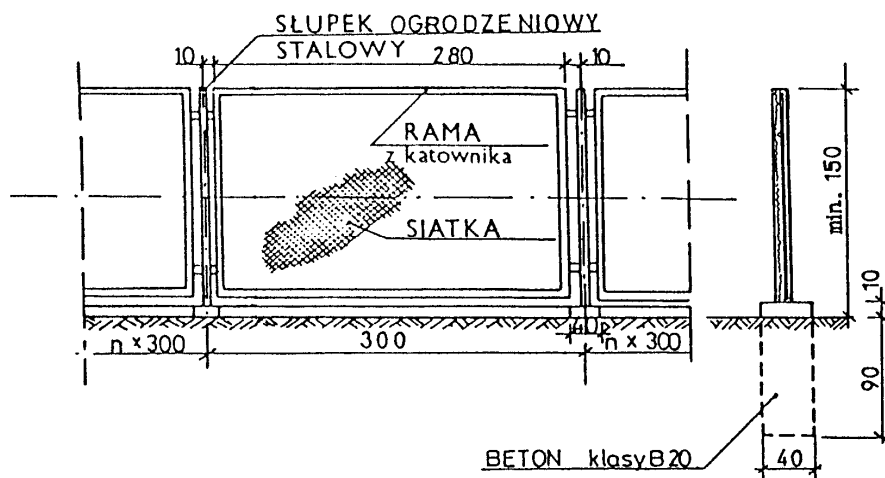 SŁUPEK OGRODZENIOWY
STALOWY
10
280
10
RAMA
z katownika
SIATKA
min. 150
10
n × 300
300
40
n × 300
90
BETON klasy B20
40